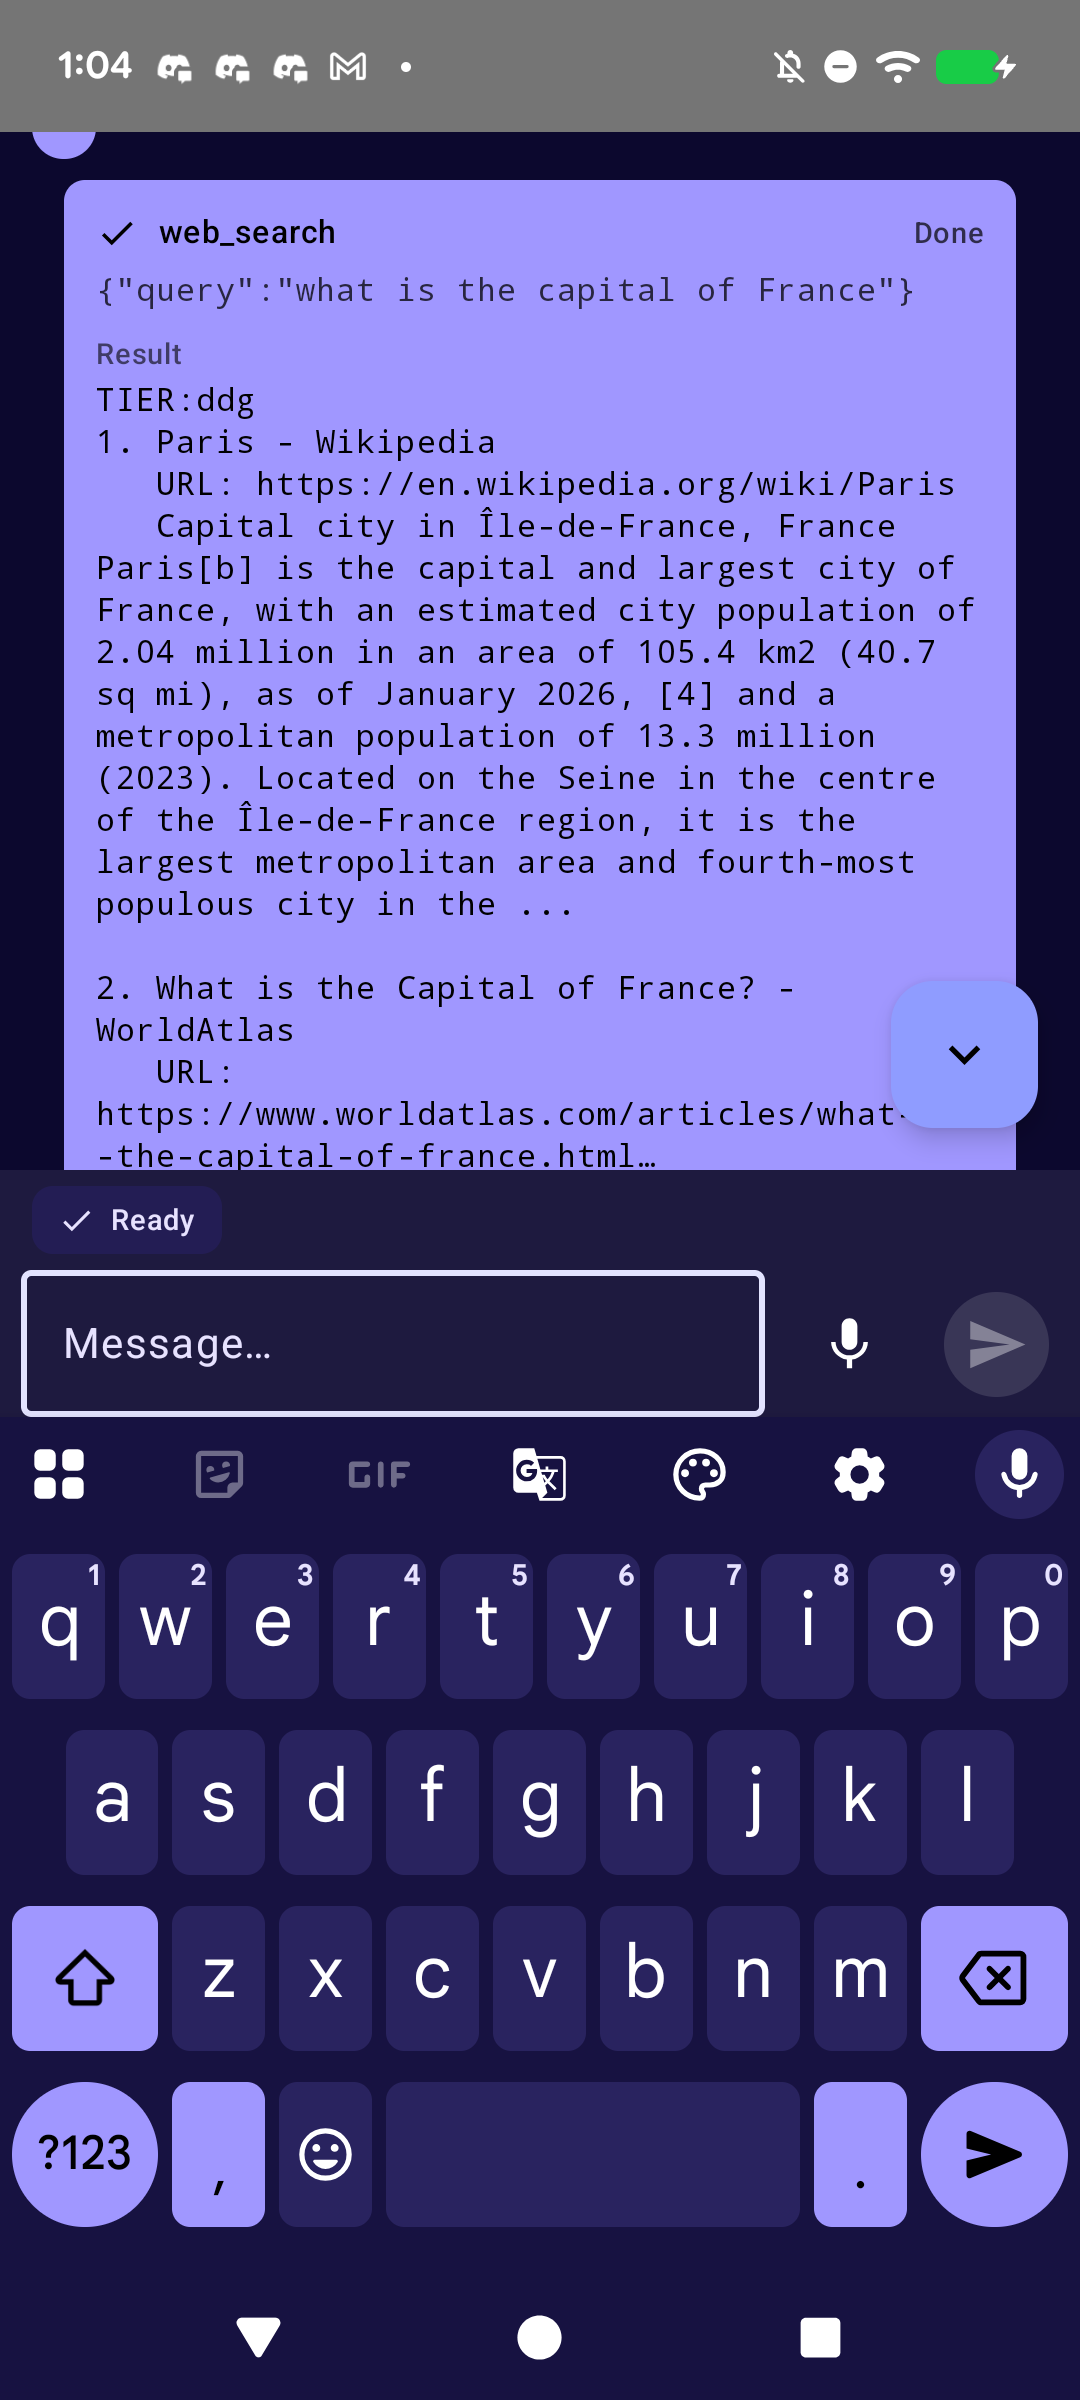 1:04
web_search
Done
{"query":"what is the capital of France"}
Result
TIER:ddg
1. Paris - Wikipedia
URL: https://en.wikipedia.org/wiki/Paris
Capital city in Île-de-France, France
Paris[b] is the capital and largest city of
France, with an estimated city population of
2.04 million in an area of 105.4 km2 (40.7
sq mi), as of January 2026, [4] and a
metropolitan population of 13.3 million
(2023). Located on the Seine in the centre
of the Île-de-France region, it is the
largest metropolitan area and fourth-most
populous city in the ...
2. What is the Capital of France? -
WorldAtlas
URL:
https://www.worldatlas.com/articles/what-
-the-capital-of-france.html…
Ready
Message…
GIF
G文
1 2 3 4 5 6 7 8 9 0
q w e r t y u i o p
a s d f g h j k l
z x c v b n m
?123 , .